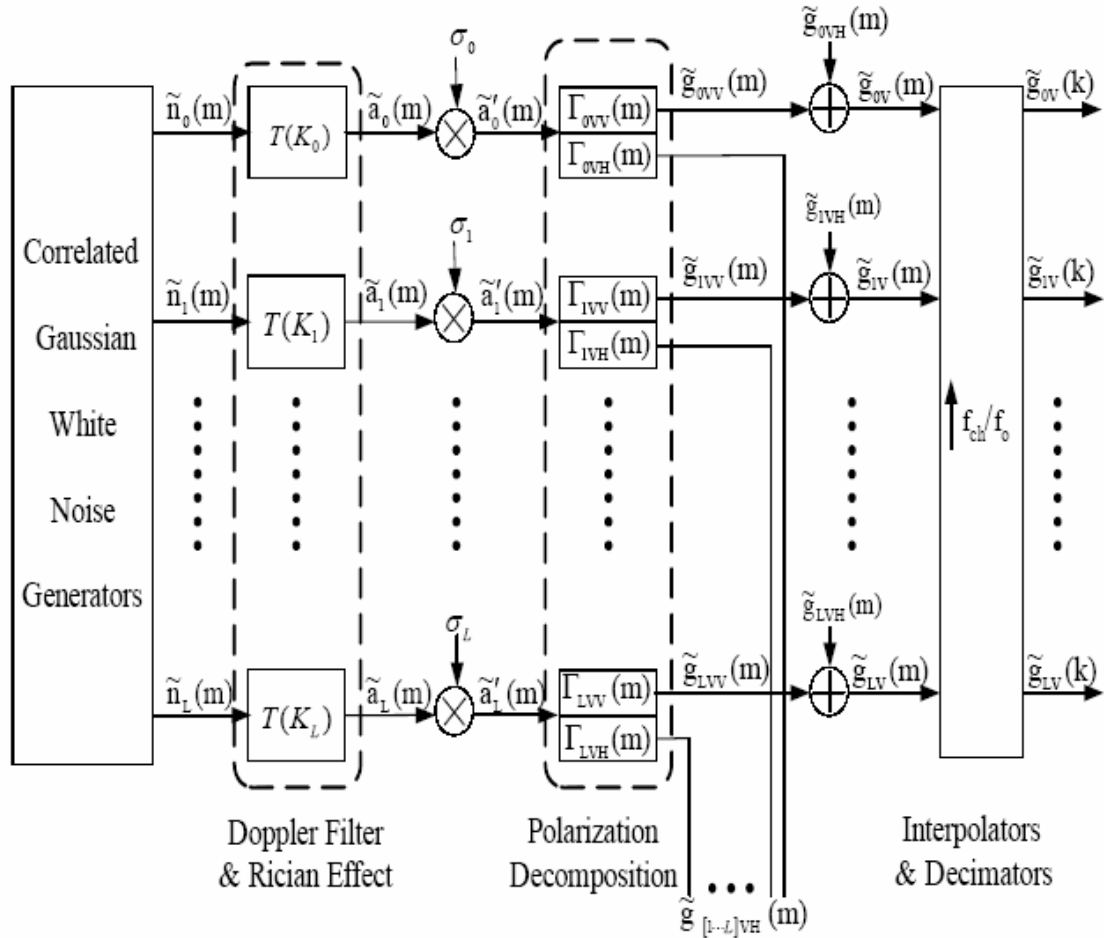 Correlated
Gaussian
White
Noise
Generators
ñ₀(m)
T(K₀)
ã₀(m)
σ₀
ã′₀(m)
Γ₀VV(m)
Γ₀VH(m)
g̃₀VV(m)
g̃₀VH(m)
g̃₀V(m)
g̃₀V(k)
ñ₁(m)
T(K₁)
ã₁(m)
σ₁
ã′₁(m)
Γ₁VV(m)
Γ₁VH(m)
g̃₁VV(m)
g̃₁VH(m)
g̃₁V(m)
g̃₁V(k)
f_ch/f_o
ñ_L(m)
T(K_L)
ã_L(m)
σ_L
ã′_L(m)
Γ_LVV(m)
Γ_LVH(m)
g̃_LVV(m)
g̃_LVH(m)
g̃_LV(m)
g̃_LV(k)
Doppler Filter
& Rician Effect
Polarization
Decomposition
Interpolators
& Decimators
g̃_[1···L]VH(m)